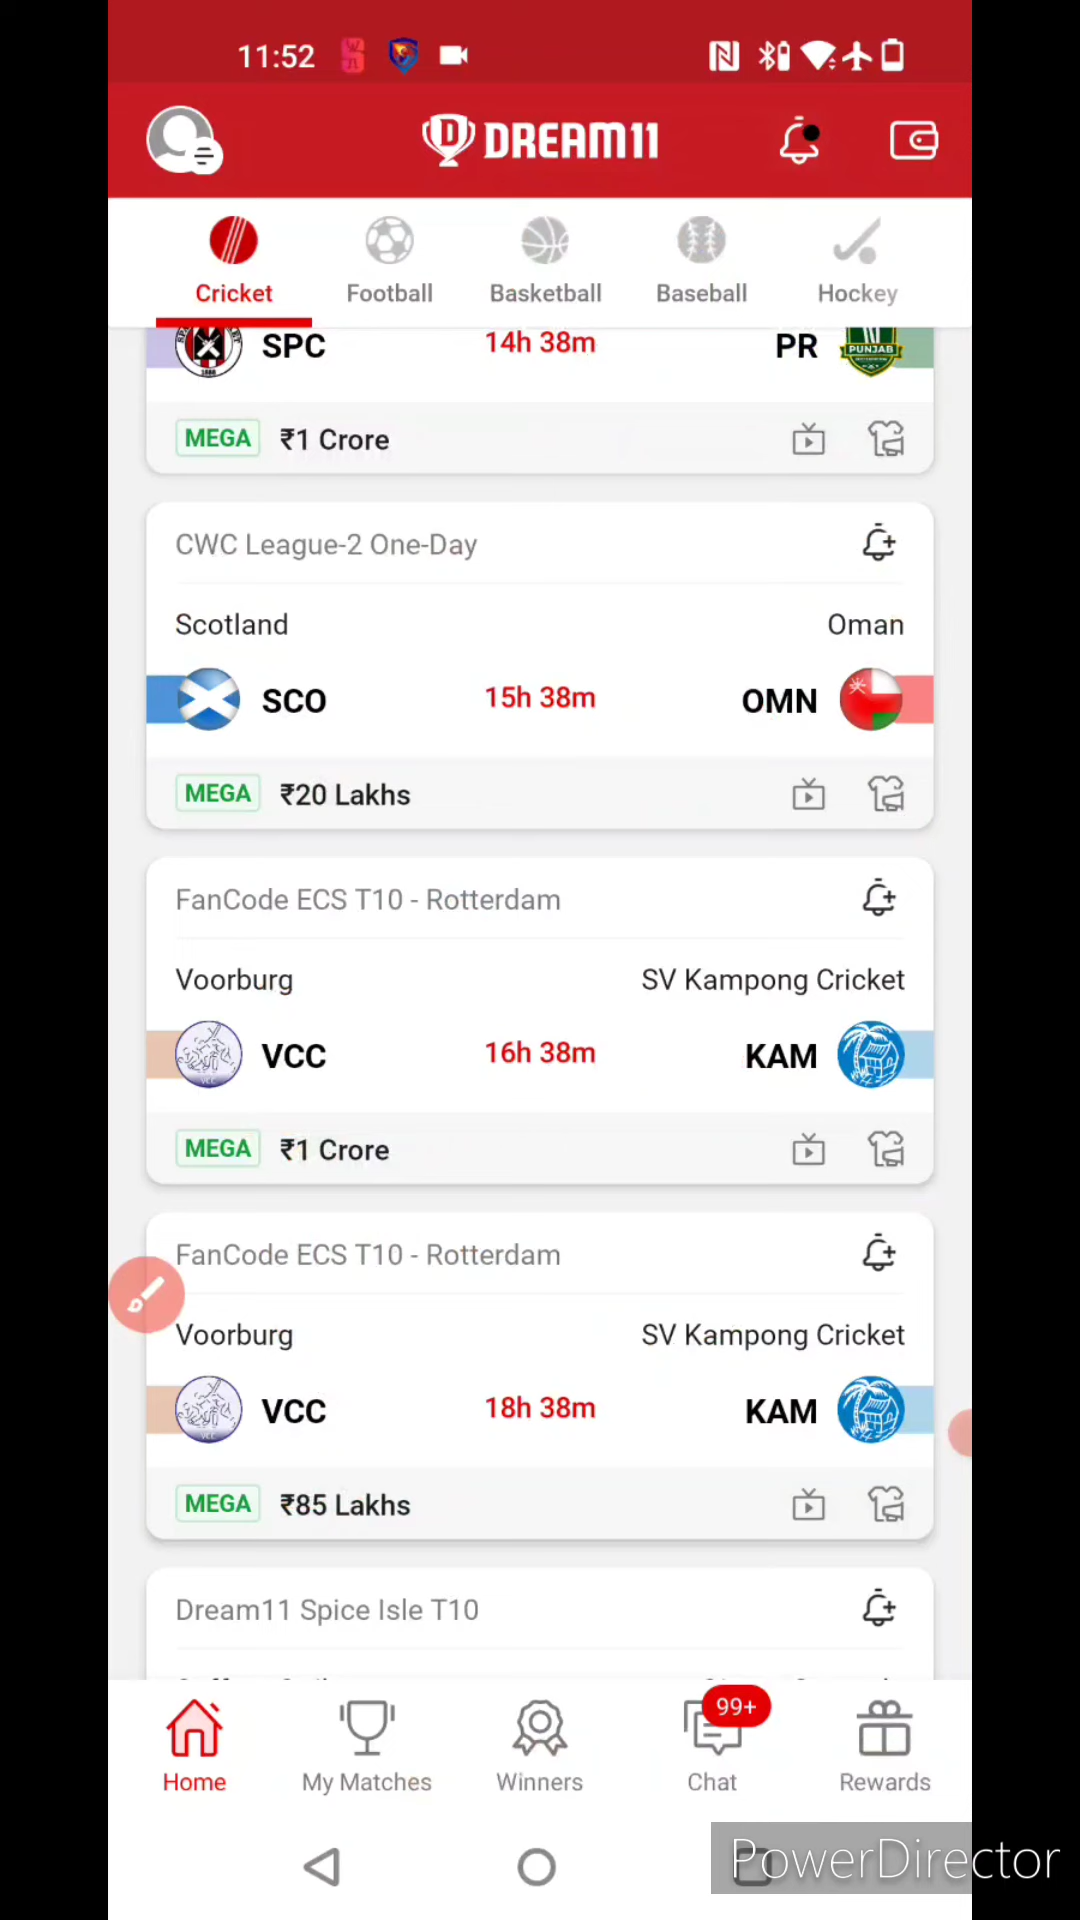 11:52
DREAM11
Cricket Football Basketball Baseball Hockey
SPC 14h 38m PR PUNJAB
MEGA ₹1 Crore
CWC League-2 One-Day
Scotland Oman
SCO 15h 38m OMN
MEGA ₹20 Lakhs
FanCode ECS T10 - Rotterdam
Voorburg SV Kampong Cricket
VCC VCC 16h 38m KAM
MEGA ₹1 Crore
FanCode ECS T10 - Rotterdam
Voorburg SV Kampong Cricket
VCC VCC 18h 38m KAM
MEGA ₹85 Lakhs
Dream11 Spice Isle T10
99+
Home My Matches Winners Chat Rewards
PowerDirector